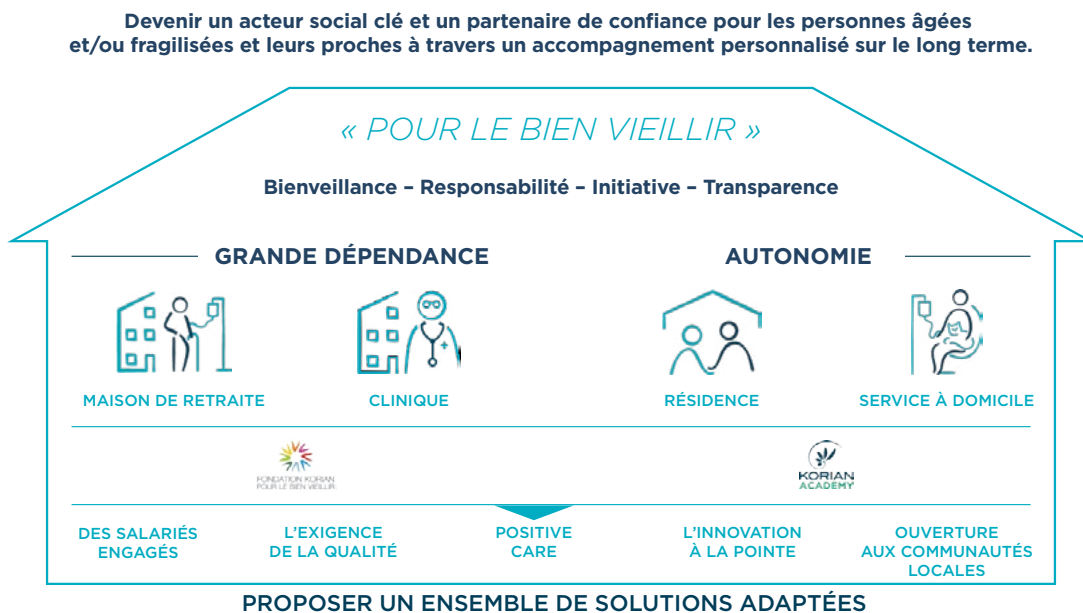 Devenir un acteur social clé et un partenaire de confiance pour les personnes âgées
et/ou fragilisées et leurs proches à travers un accompagnement personnalisé sur le long terme.
« POUR LE BIEN VIEILLIR »
Bienveillance – Responsabilité – Initiative – Transparence
GRANDE DÉPENDANCE
AUTONOMIE
MAISON DE RETRAITE
CLINIQUE
RÉSIDENCE
SERVICE À DOMICILE
FONDATION KORIAN
POUR LE BIEN VIEILLIR
KORIAN
ACADEMY
DES SALARIÉS
ENGAGÉS
L'EXIGENCE
DE LA QUALITÉ
POSITIVE
CARE
L'INNOVATION
À LA POINTE
OUVERTURE
AUX COMMUNAUTÉS
LOCALES
PROPOSER UN ENSEMBLE DE SOLUTIONS ADAPTÉES